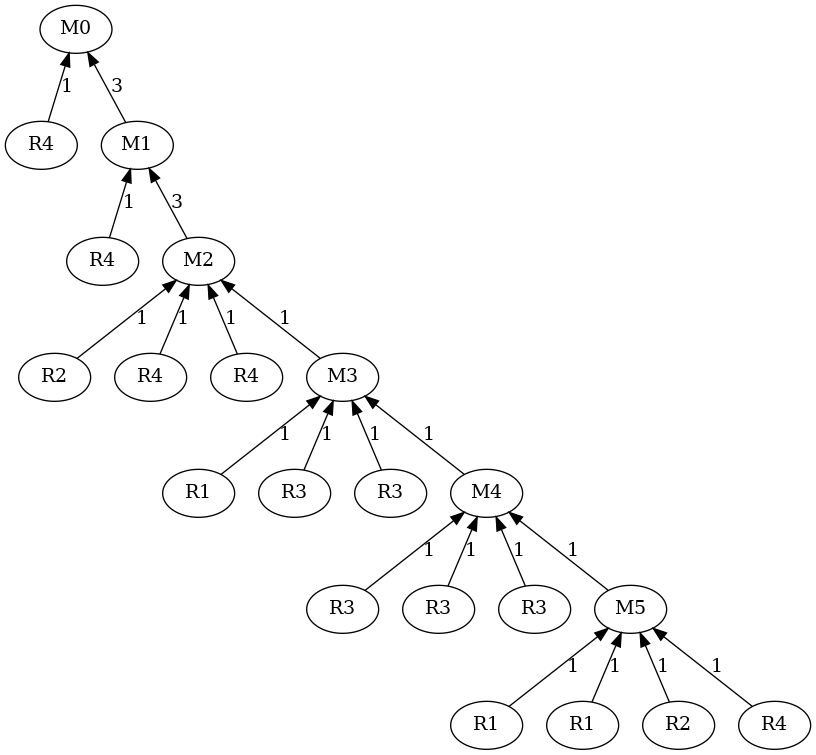 M0
1 3
R4 M1
1 3
R4 M2
1 1 1 1
R2 R4 R4 M3
1 1 1 1
R1 R3 R3 M4
1 1 1 1
R3 R3 R3 M5
1 1 1 1
R1 R1 R2 R4